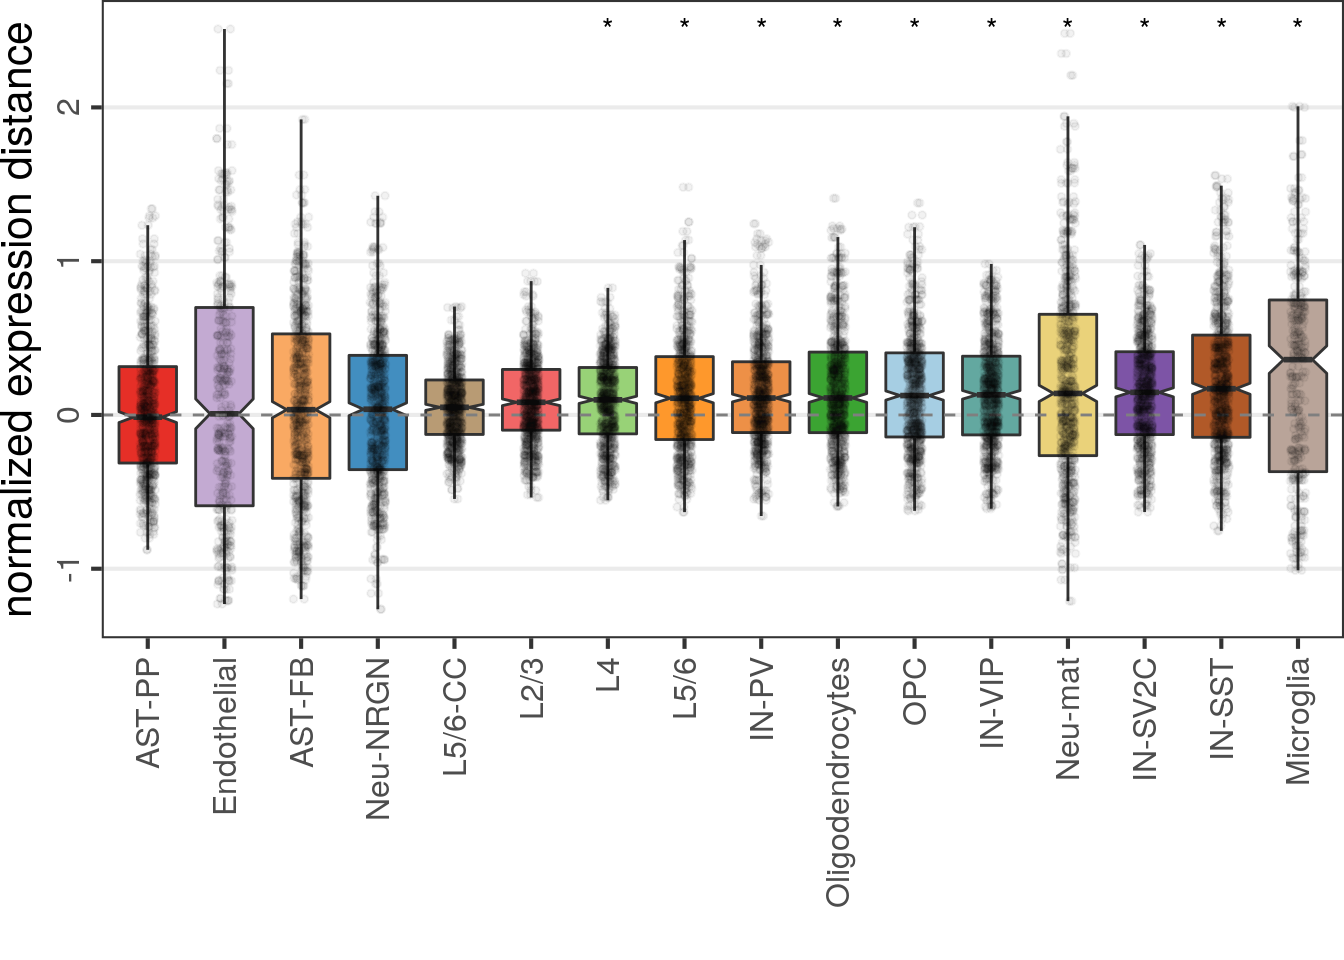 normalized expression distance
* * * * * * * * * *
2
1
0
-1
AST-PP
Endothelial
AST-FB
Neu-NRGN
L5/6-CC
L2/3
L4
L5/6
IN-PV
Oligodendrocytes
OPC
IN-VIP
Neu-mat
IN-SV2C
IN-SST
Microglia